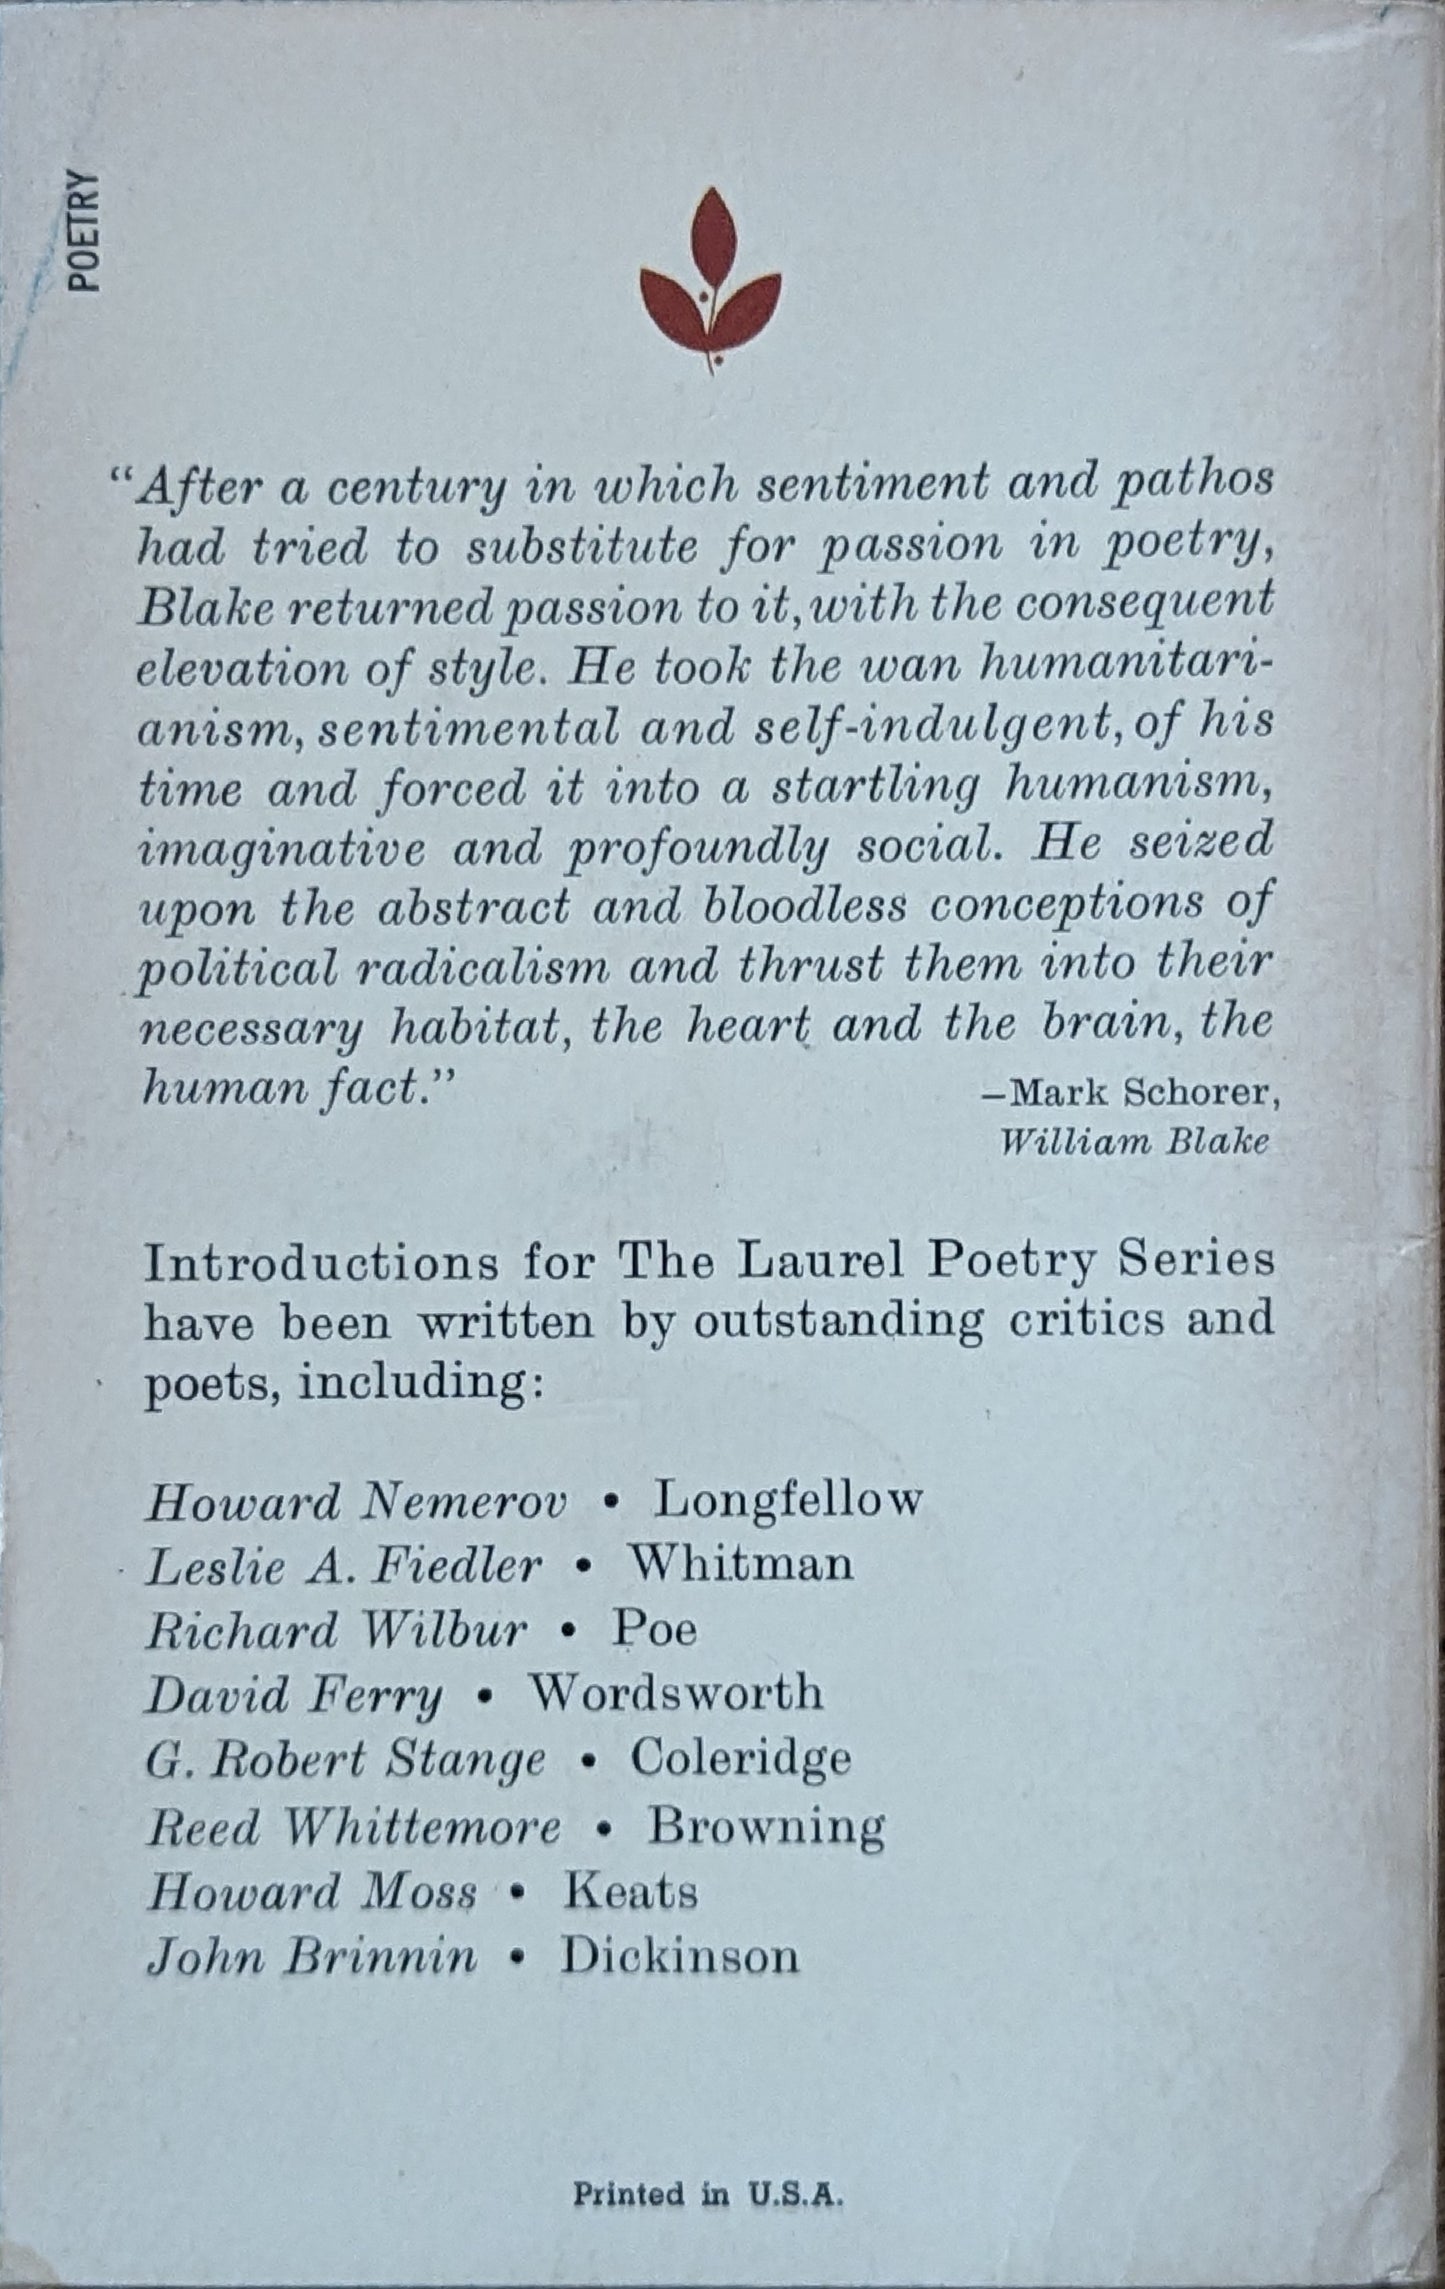 POETRY
“After a century in which sentiment and pathos
had tried to substitute for passion in poetry,
Blake returned passion to it, with the consequent
elevation of style. He took the wan humanitari-
anism, sentimental and self-indulgent, of his
time and forced it into a startling humanism,
imaginative and profoundly social. He seized
upon the abstract and bloodless conceptions of
political radicalism and thrust them into their
necessary habitat, the heart and the brain, the
human fact.”
–Mark Schorer,
William Blake
Introductions for The Laurel Poetry Series
have been written by outstanding critics and
poets, including:
Howard Nemerov • Longfellow
Leslie A. Fiedler • Whitman
Richard Wilbur • Poe
David Ferry • Wordsworth
G. Robert Stange • Coleridge
Reed Whittemore • Browning
Howard Moss • Keats
John Brinnin • Dickinson
Printed in U.S.A.